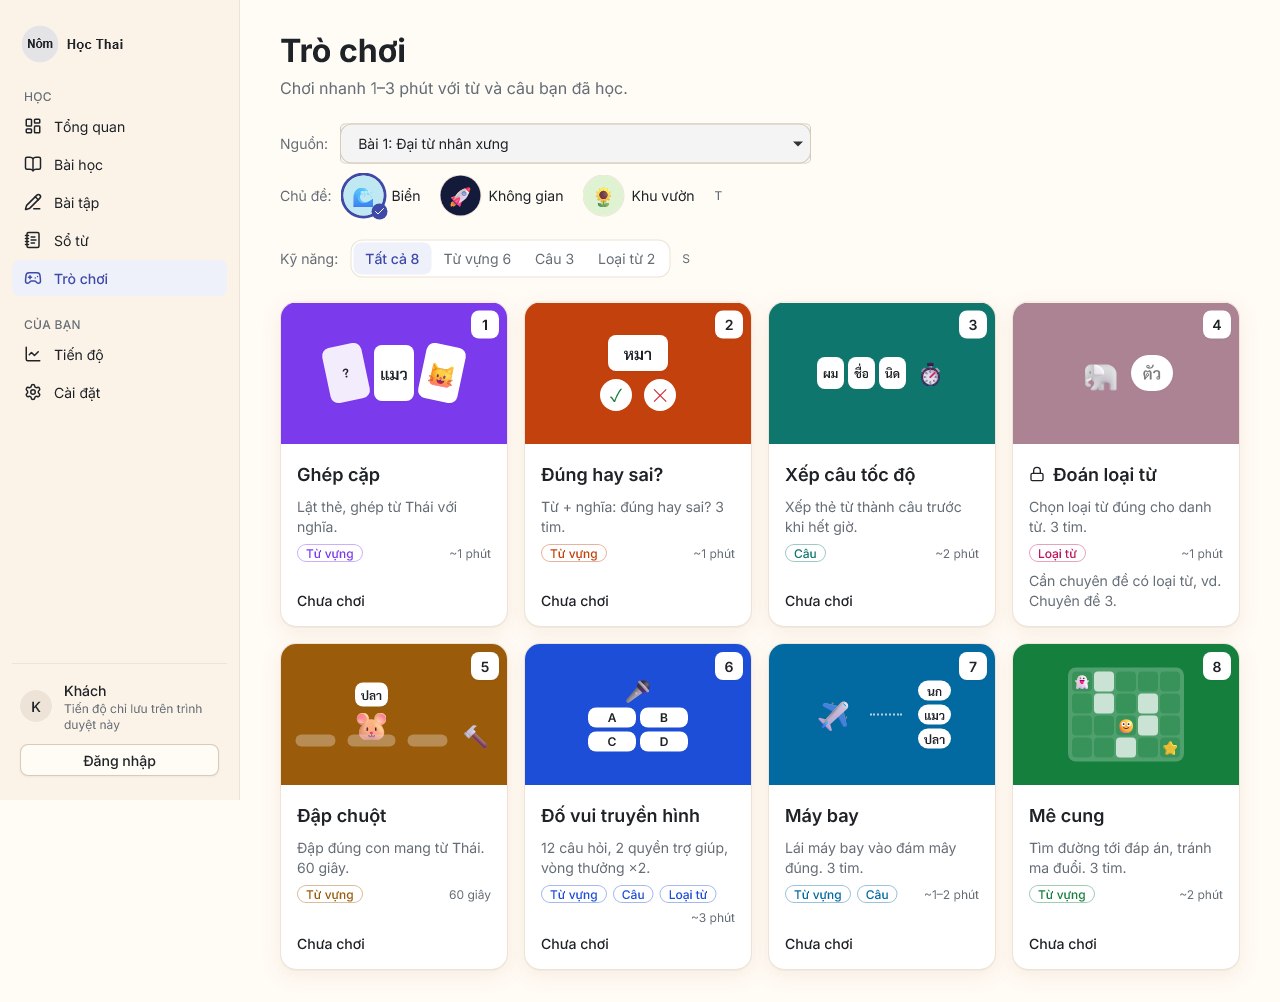 Nôm Học Thai
HỌC
Tổng quan
Bài học
Bài tập
Sổ từ
Trò chơi
CỦA BẠN
Tiến độ
Cài đặt
K
Khách
Tiến độ chỉ lưu trên trình
duyệt này
Đăng nhập
Trò chơi
Chơi nhanh 1–3 phút với từ và câu bạn đã học.
Nguồn: Bài 1: Đại từ nhân xưng
Chủ đề: Biển Không gian Khu vườn T
Kỹ năng: Tất cả 8 Từ vựng 6 Câu 3 Loại từ 2 S
1
? แมว
Ghép cặp
Lật thẻ, ghép từ Thái với
nghĩa.
Từ vựng ~1 phút
Chưa chơi
2
หมา
Đúng hay sai?
Từ + nghĩa: đúng hay sai? 3
tim.
Từ vựng ~1 phút
Chưa chơi
3
ผม ชื่อ นิด
Xếp câu tốc độ
Xếp thẻ từ thành câu trước
khi hết giờ.
Câu ~2 phút
Chưa chơi
4
ตัว
Đoán loại từ
Chọn loại từ đúng cho danh
từ. 3 tim.
Loại từ ~1 phút
Cần chuyên đề có loại từ, vd.
Chuyên đề 3.
5
ปลา
Đập chuột
Đập đúng con mang từ Thái.
60 giây.
Từ vựng 60 giây
Chưa chơi
6
A B
C D
Đố vui truyền hình
12 câu hỏi, 2 quyền trợ giúp,
vòng thưởng ×2.
Từ vựng Câu Loại từ
~3 phút
Chưa chơi
7
นก
แมว
ปลา
Máy bay
Lái máy bay vào đám mây
đúng. 3 tim.
Từ vựng Câu ~1–2 phút
Chưa chơi
8
Mê cung
Tìm đường tới đáp án, tránh
ma đuổi. 3 tim.
Từ vựng ~2 phút
Chưa chơi